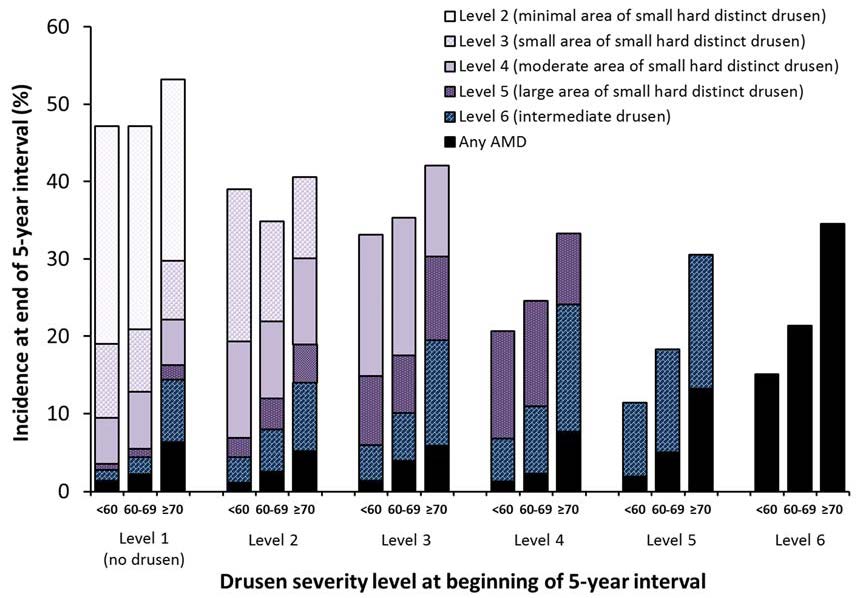 60
50
40
30
20
10
0
Incidence at end of 5-year interval (%)
Level 2 (minimal area of small hard distinct drusen)
Level 3 (small area of small hard distinct drusen)
Level 4 (moderate area of small hard distinct drusen)
Level 5 (large area of small hard distinct drusen)
Level 6 (intermediate drusen)
Any AMD
<60 60-69 ≥70 <60 60-69 ≥70 <60 60-69 ≥70 <60 60-69 ≥70 <60 60-69 ≥70 <60 60-69 ≥70
Level 1 Level 2 Level 3 Level 4 Level 5 Level 6
(no drusen)
Drusen severity level at beginning of 5-year interval